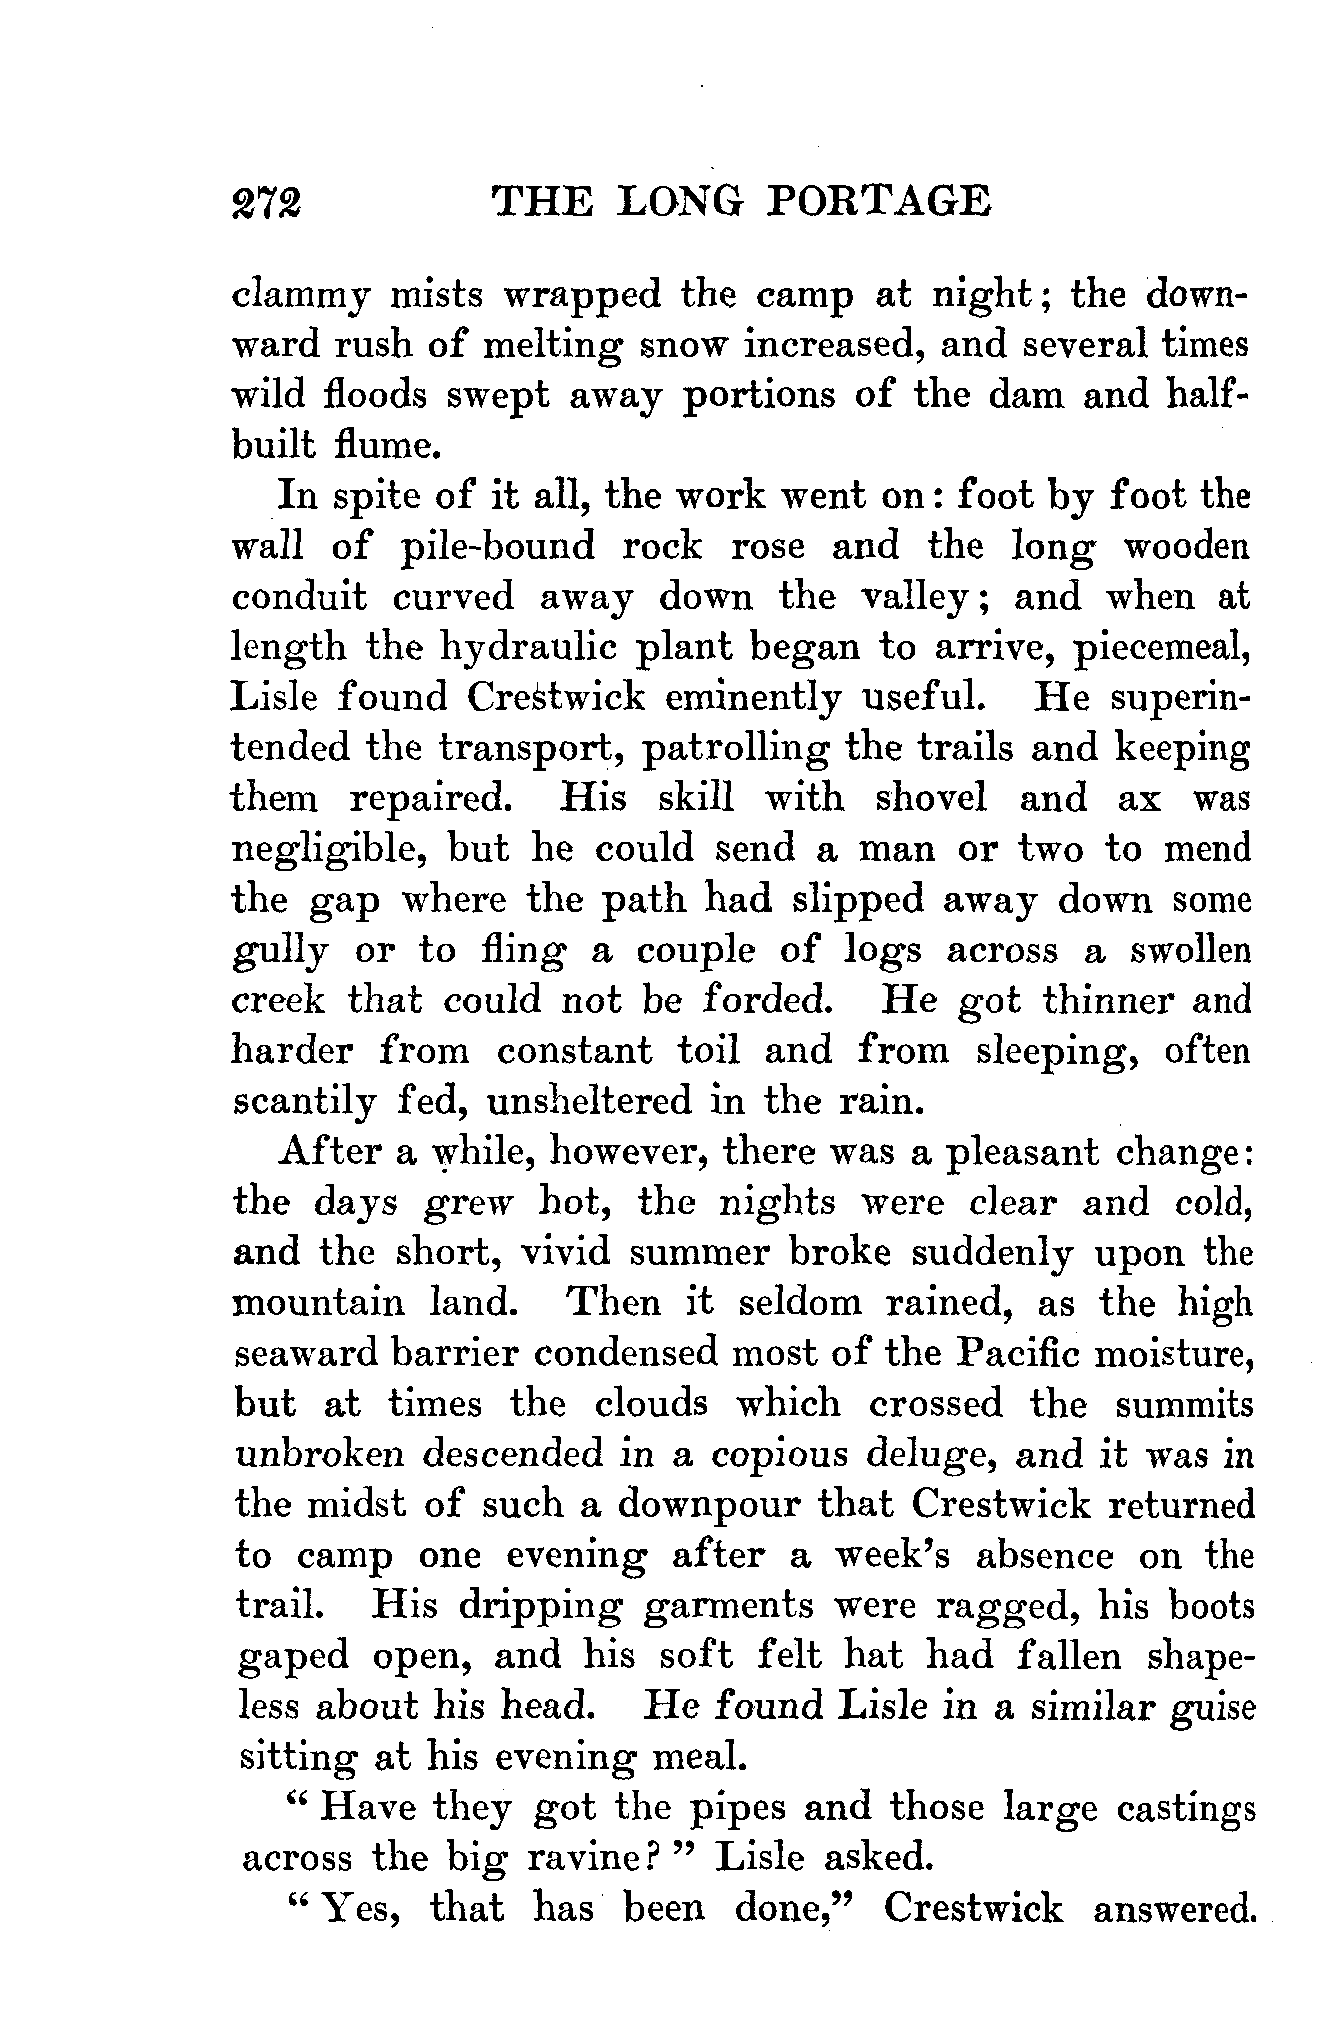 272 THE LONG PORTAGE
clammy mists wrapped the camp at night; the down-
ward rush of melting snow increased, and several times
wild floods swept away portions of the dam and half-
built flume.
In spite of it all, the work went on: foot by foot the
wall of pile-bound rock rose and the long wooden
conduit curved away down the valley; and when at
length the hydraulic plant began to arrive, piecemeal,
Lisle found Crestwick eminently useful. He superin-
tended the transport, patrolling the trails and keeping
them repaired. His skill with shovel and ax was
negligible, but he could send a man or two to mend
the gap where the path had slipped away down some
gully or to fling a couple of logs across a swollen
creek that could not be forded. He got thinner and
harder from constant toil and from sleeping, often
scantily fed, unsheltered in the rain.
After a while, however, there was a pleasant change:
the days grew hot, the nights were clear and cold,
and the short, vivid summer broke suddenly upon the
mountain land. Then it seldom rained, as the high
seaward barrier condensed most of the Pacific moisture,
but at times the clouds which crossed the summits
unbroken descended in a copious deluge, and it was in
the midst of such a downpour that Crestwick returned
to camp one evening after a week's absence on the
trail. His dripping garments were ragged, his boots
gaped open, and his soft felt hat had fallen shape-
less about his head. He found Lisle in a similar guise
sitting at his evening meal.
"Have they got the pipes and those large castings
across the big ravine?" Lisle asked.
"Yes, that has been done," Crestwick answered.